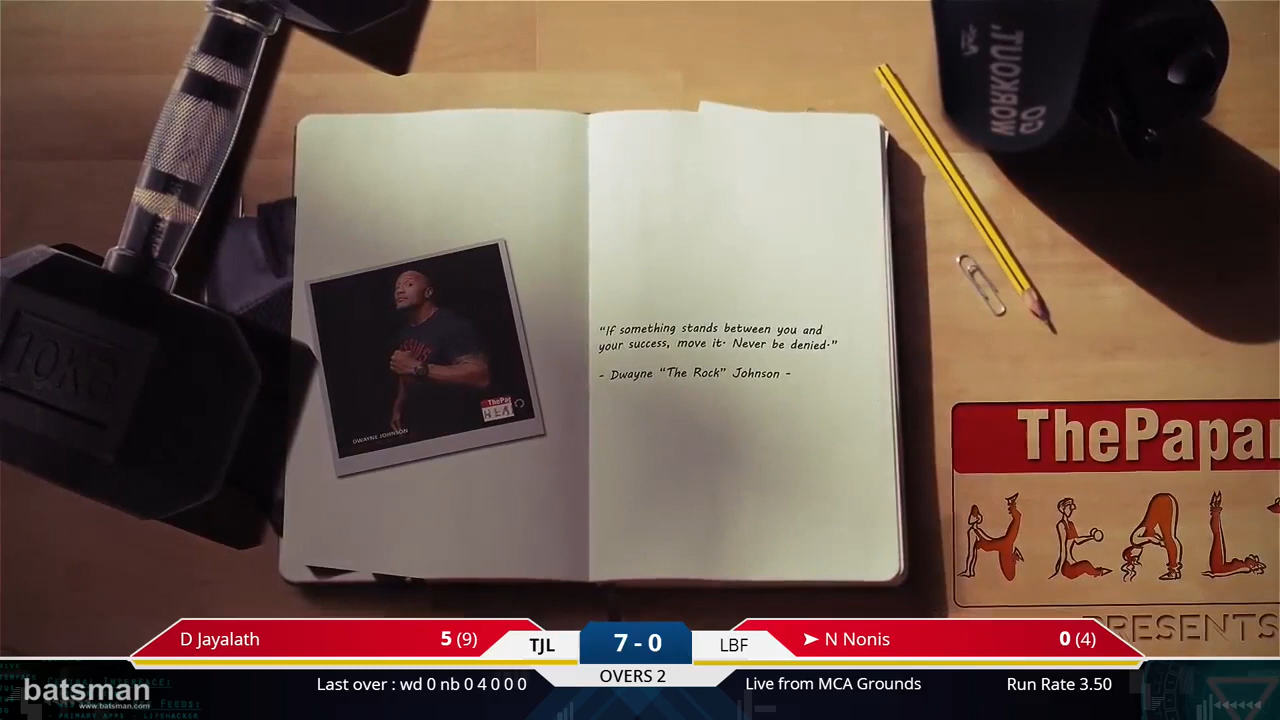 GO
WORKOUT.
10KG
"If something stands between you and
your success, move it. Never be denied."
- Dwayne "The Rock" Johnson -
DWAYNE JOHNSON
ThePapar
HEAL
PRESENTS
D Jayalath 5 (9) TJL 7 - 0 LBF N Nonis 0 (4)
OVERS 2
Last over : wd 0 nb 0 4 0 0 0 Live from MCA Grounds Run Rate 3.50
batsman
www.batsman.com